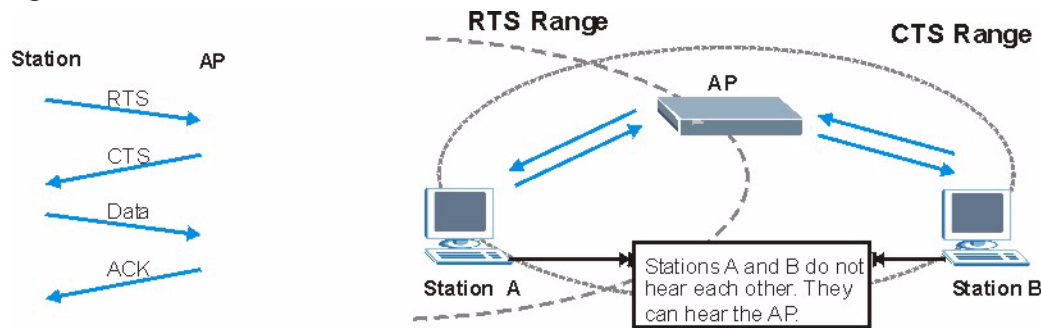 Station
AP
RTS
CTS
Data
ACK
RTS Range
CTS Range
AP
Station A
Station B
Stations A and B do not
hear each other. They
can hear the AP.